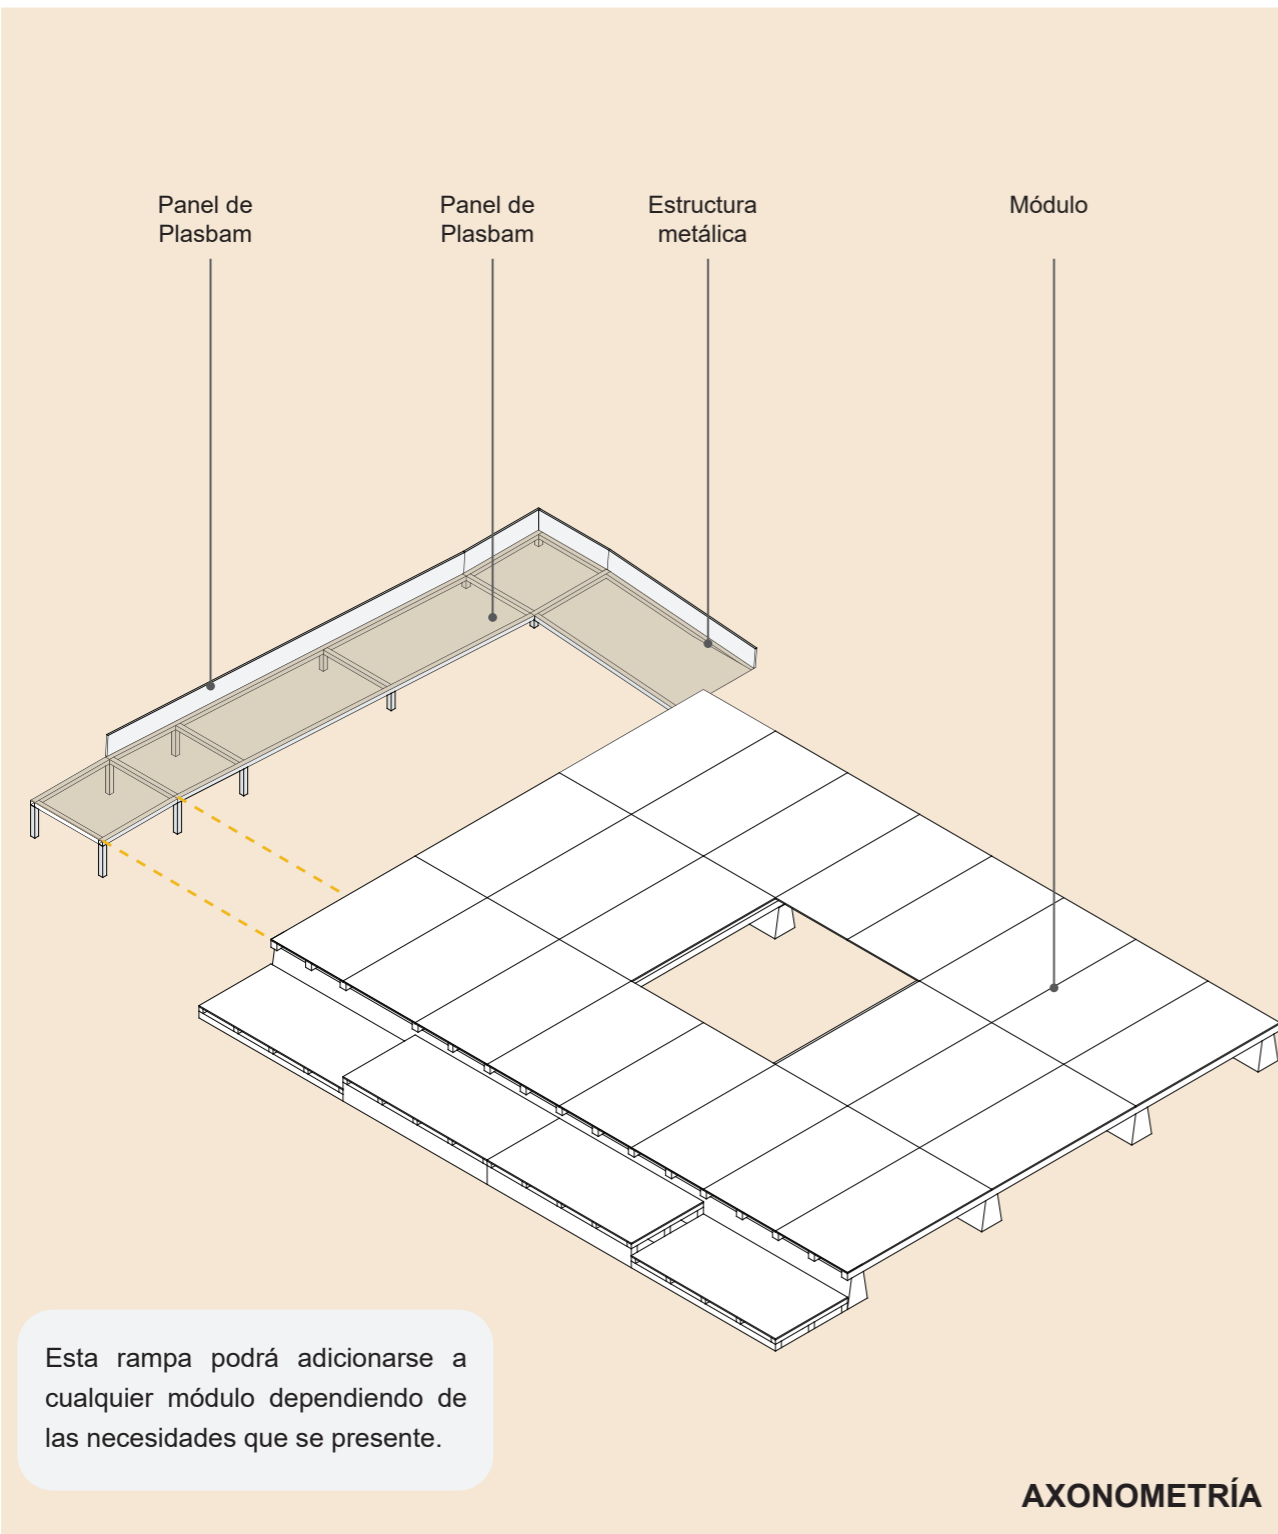 Panel de
Plasbam
Panel de
Plasbam
Estructura
metálica
Módulo
Esta rampa podrá adicionarse a
cualquier módulo dependiendo de
las necesidades que se presente.
AXONOMETRÍA